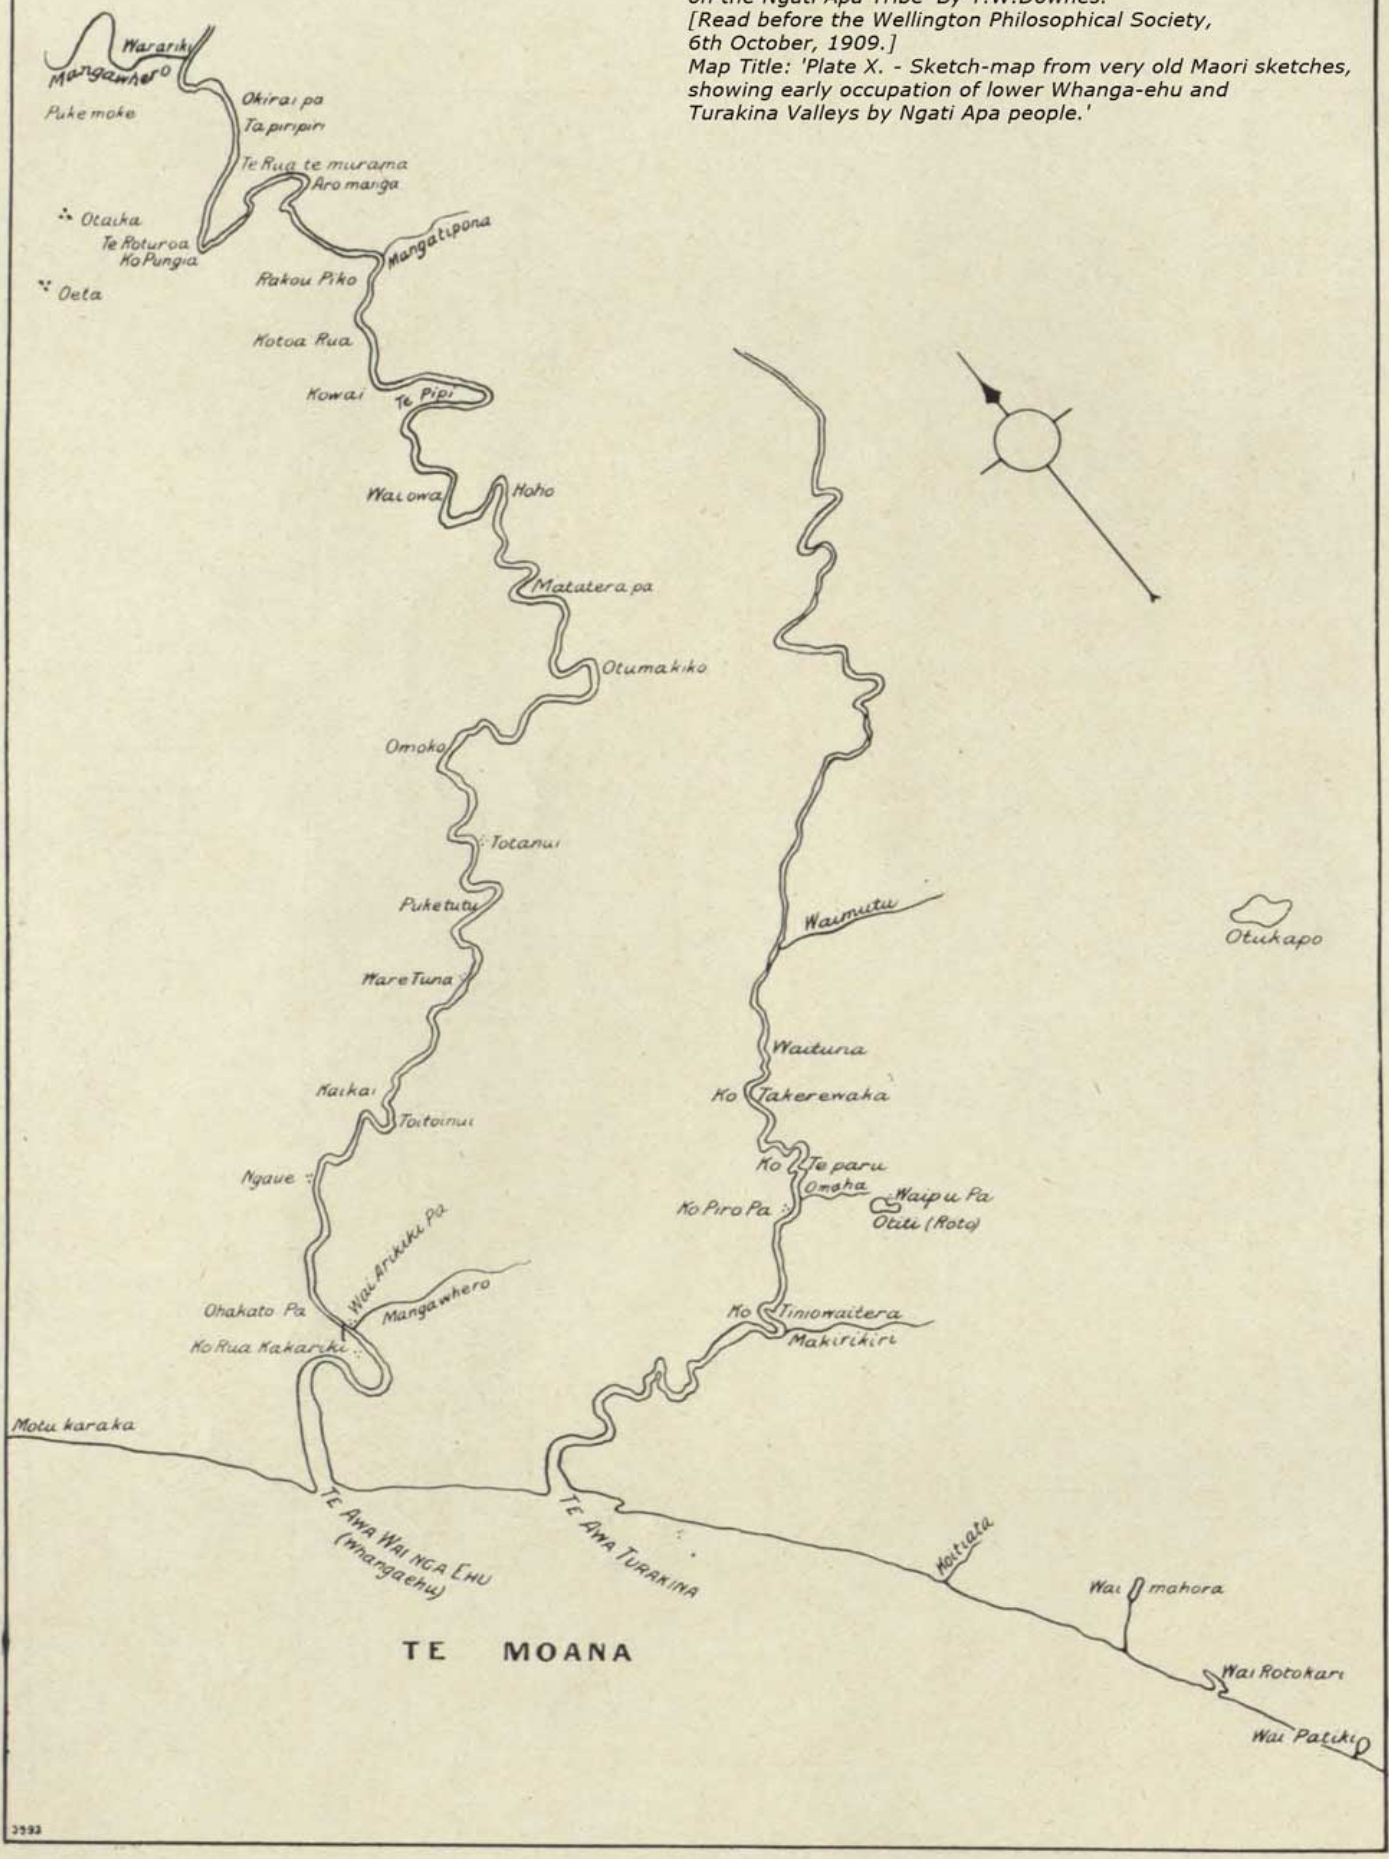 on the Ngati Apa Tribe' By T.W.Downes.
[Read before the Wellington Philosophical Society,
6th October, 1909.]
Map Title: 'Plate X. - Sketch-map from very old Maori sketches,
showing early occupation of lower Whanga-ehu and
Turakina Valleys by Ngati Apa people.'
Warariki
Mangawhero
Puke moke
Okirai pa
Tapiripiri
Te Rua te murama
Aro manga
Otaika
Te Roturoa
Ko Pungia
Mangatipona
Oeta
Rakou Piko
Kotoa Rua
Kowai
Te Pipi
Waiowa
Hoho
Matatera pa
Otumakiko
Omoko
Totanui
Puketutu
Waimutu
Otukapo
Ware Tuna
Waituna
Kaikai
Ko Takerewaka
Toitoinui
Ngaue
Ko Te paru
Omaha
Waipu Pa
Ko Piro Pa
Otiti (Roto)
Wai Arikiki Pa
Mangawhero
Ohakato Pa
Ko Tiniowaitera
Makirikiri
Ko Rua Kakariki
Motu karaka
TE AWA WAI NGA EHU
(Whangaehu)
TE AWA TURAKINA
Koitiata
Wai mahora
TE MOANA
Wai Rotokari
Wai Patiki
3993